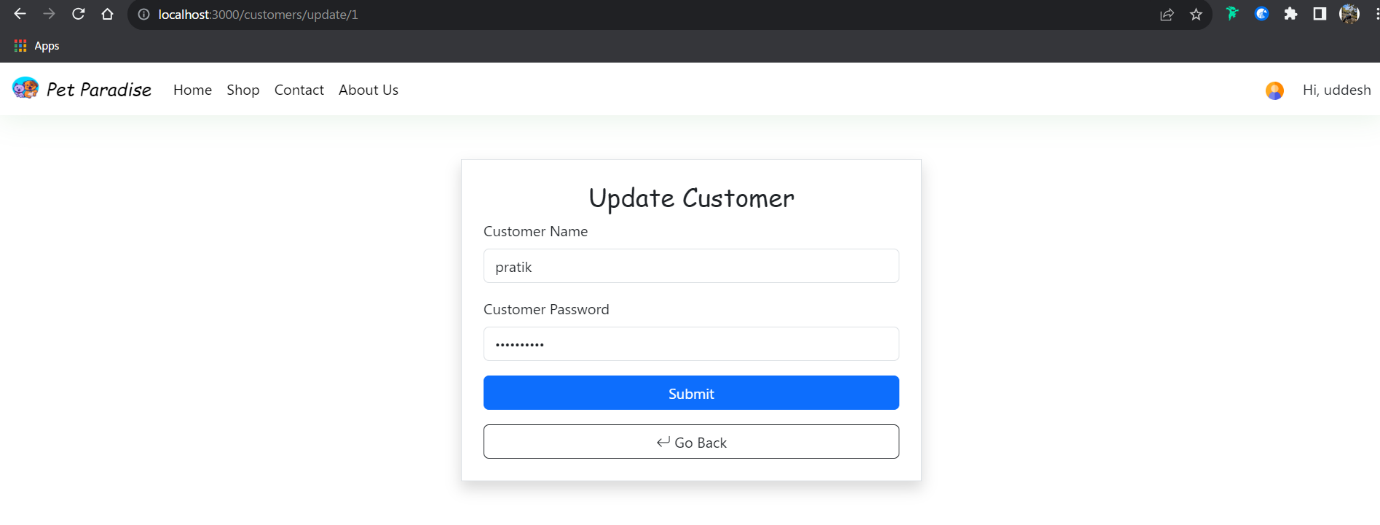 localhost:3000/customers/update/1
Apps
Pet Paradise Home Shop Contact About Us Hi, uddesh
Update Customer
Customer Name
pratik
Customer Password
••••••••••
Submit
Go Back